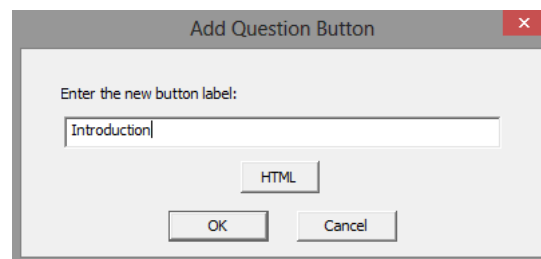 Add Question Button
Enter the new button label:
Introduction
HTML
OK Cancel